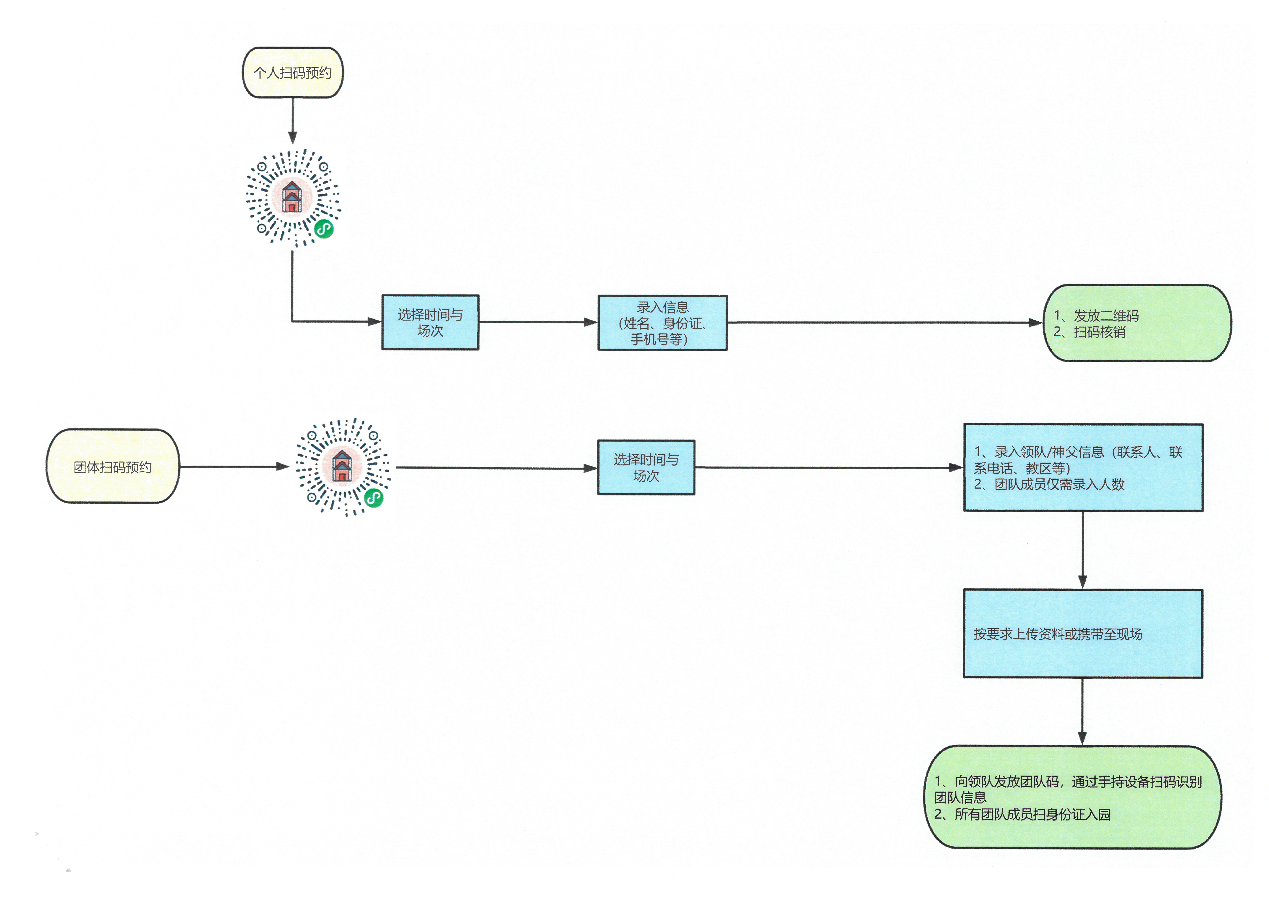 个人扫码预约
选择时间与
场次
录入信息
（姓名、身份证、
手机号等）
1、发放二维码
2、扫码核销
团体扫码预约
选择时间与
场次
1、录入领队/神父信息（联系人、联
系电话、教区等）
2、团队成员仅需录入人数
按要求上传资料或携带至现场
1、向领队发放团队码，通过手持设备扫码识别
团队信息
2、所有团队成员扫身份证入园